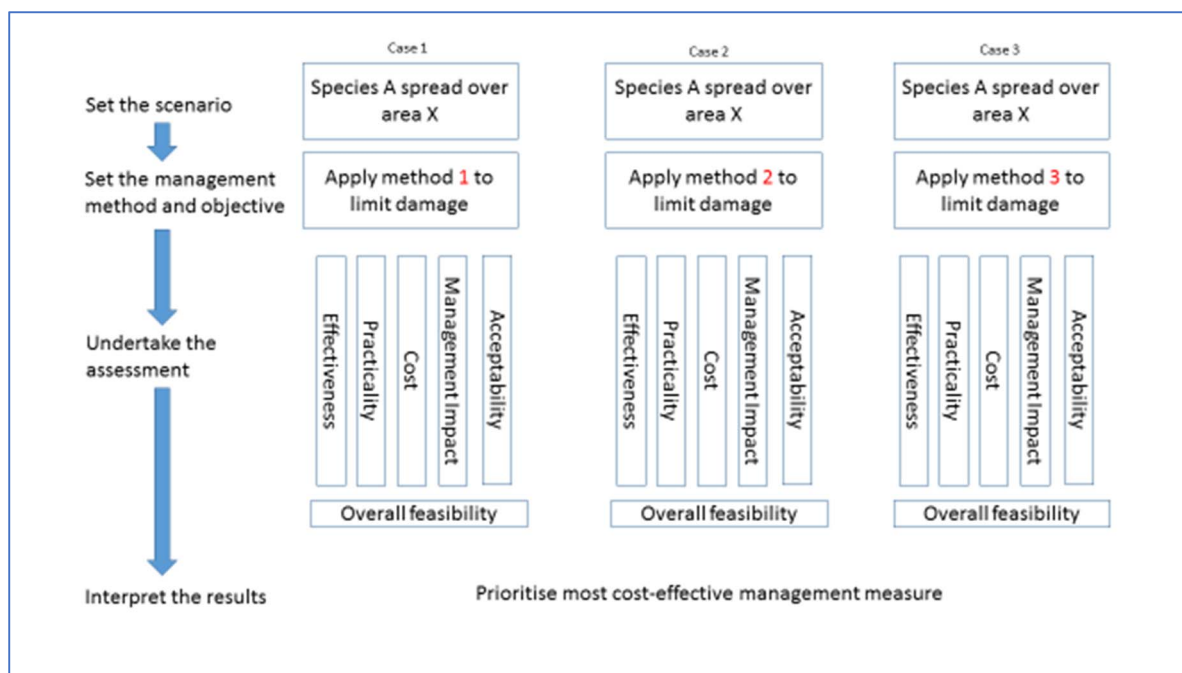 Case 1
Case 2
Case 3
Set the scenario
Species A spread over
area X
Species A spread over
area X
Species A spread over
area X
Set the management
method and objective
Apply method 1 to
limit damage
Apply method 2 to
limit damage
Apply method 3 to
limit damage
Undertake the
assessment
Effectiveness
Practicality
Cost
Management Impact
Acceptability
Effectiveness
Practicality
Cost
Management Impact
Acceptability
Effectiveness
Practicality
Cost
Management Impact
Acceptability
Overall feasibility
Overall feasibility
Overall feasibility
Interpret the results
Prioritise most cost-effective management measure